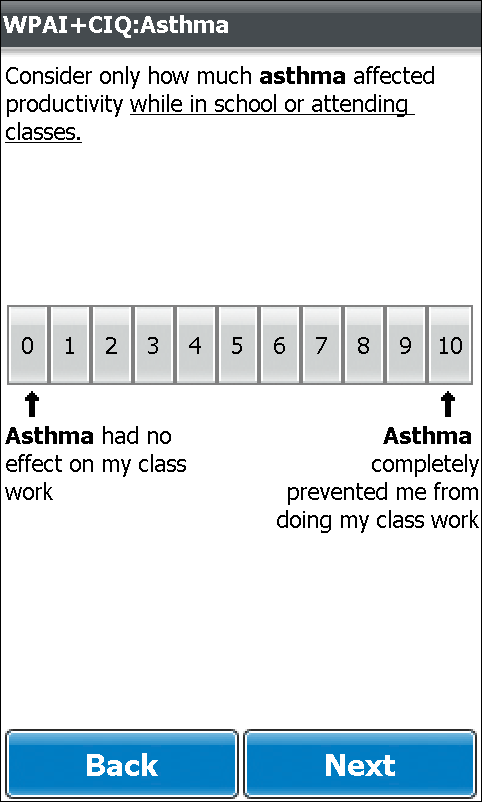 WPAI+CIQ:Asthma
Consider only how much asthma affected
productivity while in school or attending
classes.
0 1 2 3 4 5 6 7 8 9 10
Asthma had no
effect on my class
work
Asthma
completely
prevented me from
doing my class work
Back Next